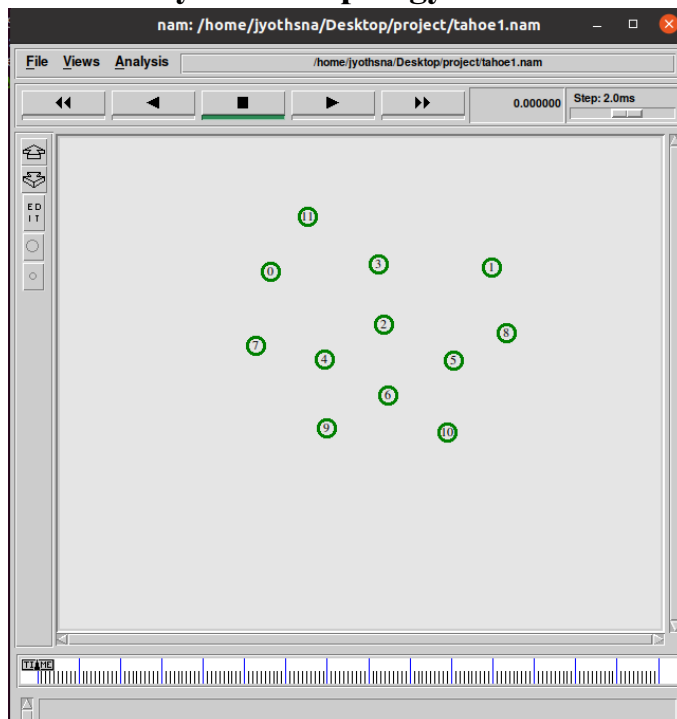 nam: /home/jyothsna/Desktop/project/tahoe1.nam
File Views Analysis /home/jyothsna/Desktop/project/tahoe1.nam
0.000000 Step: 2.0ms
E D
I T
11
0 3 1
2 8
7 4 5
6
9 10
TIME